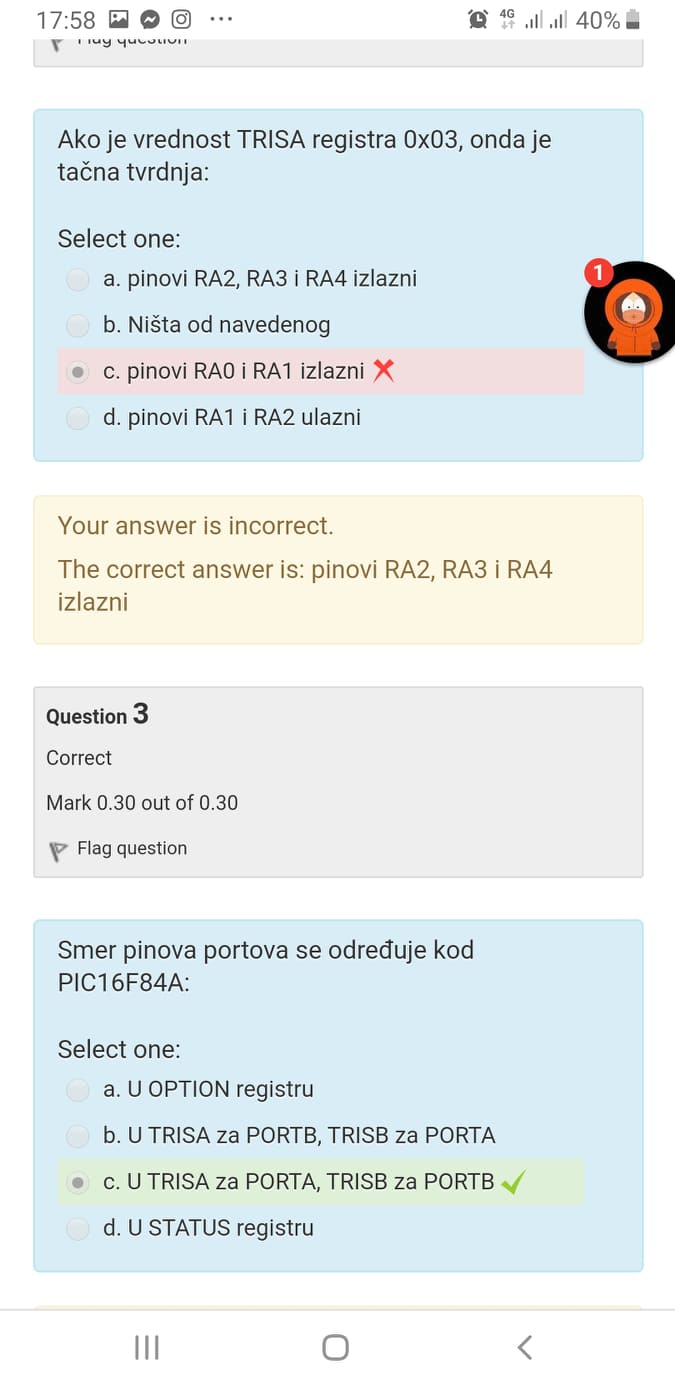 17:58
4G
40%
Flag question
Ako je vrednost TRISA registra 0x03, onda je
tačna tvrdnja:
Select one:
a. pinovi RA2, RA3 i RA4 izlazni
1
b. Ništa od navedenog
c. pinovi RA0 i RA1 izlazni
d. pinovi RA1 i RA2 ulazni
Your answer is incorrect.
The correct answer is: pinovi RA2, RA3 i RA4
izlazni
Question 3
Correct
Mark 0.30 out of 0.30
Flag question
Smer pinova portova se određuje kod
PIC16F84A:
Select one:
a. U OPTION registru
b. U TRISA za PORTB, TRISB za PORTA
c. U TRISA za PORTA, TRISB za PORTB
d. U STATUS registru